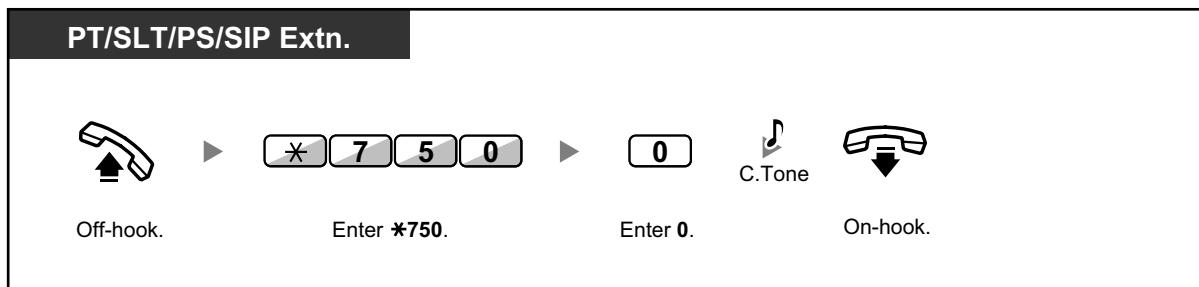 PT/SLT/PS/SIP Extn.
* 7 5 0
0
C.Tone
Off-hook.
Enter *750.
Enter 0.
On-hook.